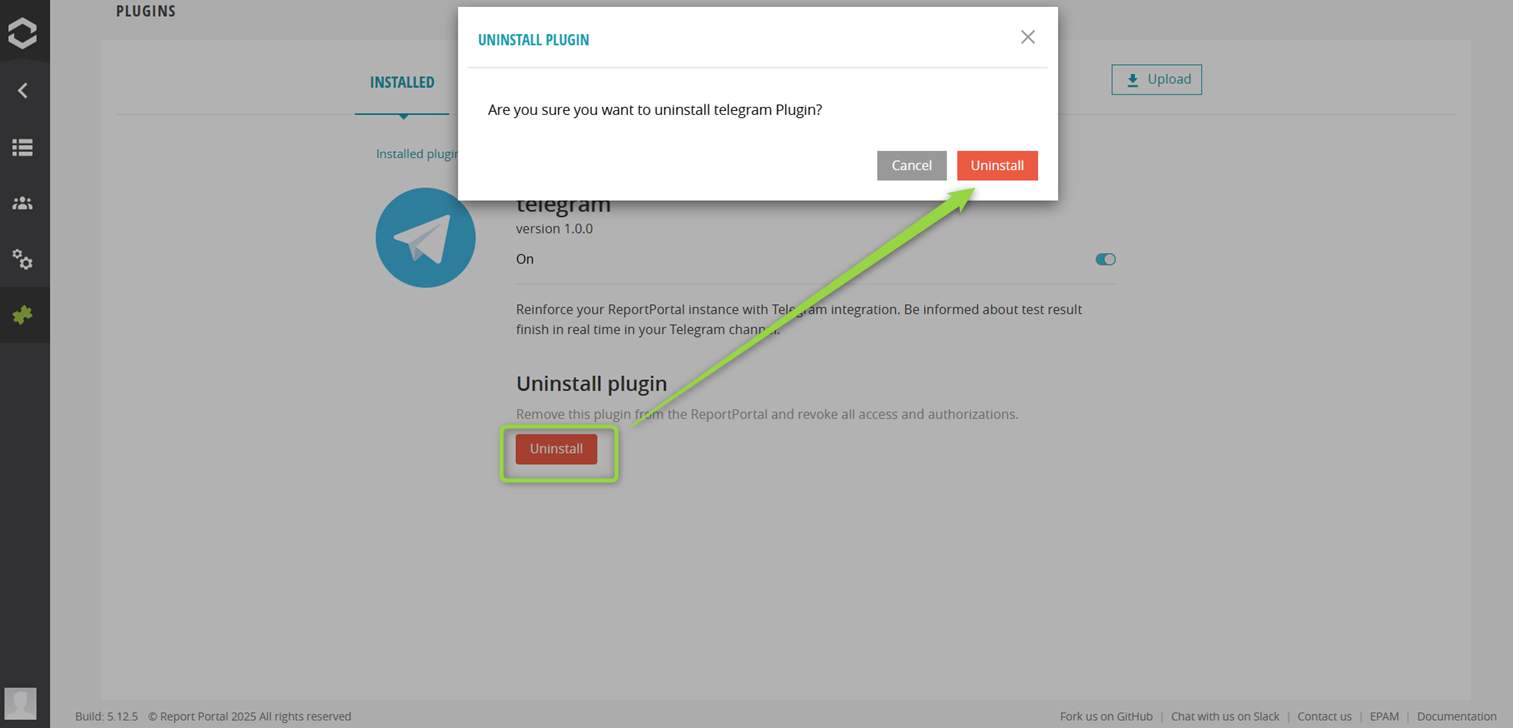 PLUGINS
UNINSTALL PLUGIN
INSTALLED
Upload
Are you sure you want to uninstall telegram Plugin?
Installed plugin
Cancel
Uninstall
telegram
version 1.0.0
On
Reinforce your ReportPortal instance with Telegram integration. Be informed about test result
finish in real time in your Telegram channel.
Uninstall plugin
Remove this plugin from the ReportPortal and revoke all access and authorizations.
Uninstall
Build: 5.12.5 © Report Portal 2025 All rights reserved
Fork us on GitHub | Chat with us on Slack | Contact us | EPAM | Documentation